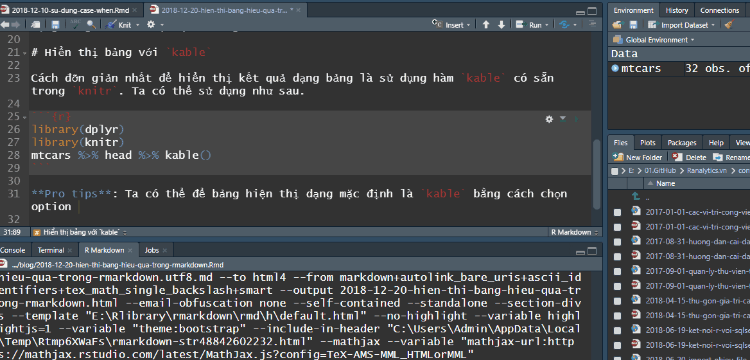 2018-12-10-su-dung-case-when.Rmd
2018-12-20-hien-thi-bang-hieu-qua-tr...*
Knit
Insert
Run
20
21 # Hiển thị bảng với `kable`
22
23 Cách đơn giản nhất để hiển thị kết quả dạng bảng là sử dụng hàm `kable` có sẵn
trong `knitr`. Ta có thể sử dụng như sau.
24
25
26 library(dplyr)
27 library(knitr)
28 mtcars %>% head %>% kable()
29
30
31 **Pro tips**: Ta có thể để bảng hiện thị dạng mặc định là `kable` bằng cách chọn
option
32
31:89 Hiển thị bảng với `kable` R Markdown
Console Terminal R Markdown Jobs
.../blog/2018-12-20-hien-thi-bang-hieu-qua-trong-rmarkdown.Rmd
hieu-qua-trong-rmarkdown.utf8.md --to html4 --from markdown+autolink_bare_uris+ascii_id
entifiers+tex_math_single_backslash+smart --output 2018-12-20-hien-thi-bang-hieu-qua-tr
ong-rmarkdown.html --email-obfuscation none --self-contained --standalone --section-div
s --template "E:\Rlibrary\rmarkdown\rmd\h\default.html" --no-highlight --variable highl
ightjs=1 --variable "theme:bootstrap" --include-in-header "C:\Users\Admin\AppData\Local
\Temp\Rtmp6XWaFs\rmarkdown-str48842602232.html" --mathjax --variable "mathjax-url:http
s://mathjax.rstudio.com/latest/MathJax.js?config=TeX-AMS-MML_HTMLorMML"
Environment History Connections
Import Dataset
Global Environment
Data
mtcars 32 obs. of
Files Plots Packages Help
New Folder Delete
E: 01.GitHub Ranalytics.vn
Name
..
2017-01-01-cac-vi-tri-cong-vie
2017-01-01-cac-vi-tri-cong-vie
2017-08-31-huong-dan-cai-da
2017-08-31-huong-dan-cai-da
2017-09-01-quan-ly-thu-vien-
2017-09-01-quan-ly-thu-vien-
2018-04-15-thu-gon-gia-tri-ca
2018-04-15-thu-gon-gia-tri-ca
2018-06-19-ket-noi-r-voi-sqlse
2018-06-19-ket-noi-r-voi-sqlse